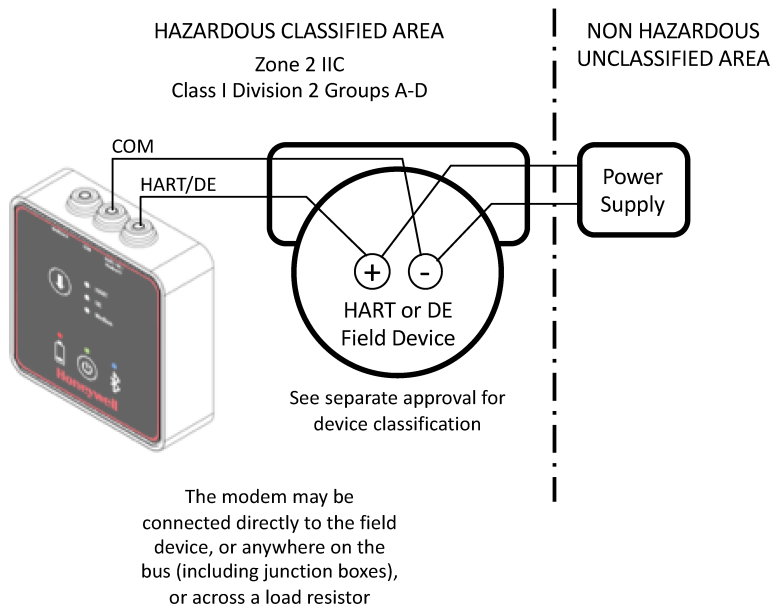 HAZARDOUS CLASSIFIED AREA
Zone 2 IIC
Class I Division 2 Groups A-D
NON HAZARDOUS
UNCLASSIFIED AREA
COM
HART/DE
Power
Supply
+
-
HART or DE
Field Device
Honeywell
See separate approval for
device classification
The modem may be
connected directly to the field
device, or anywhere on the
bus (including junction boxes),
or across a load resistor